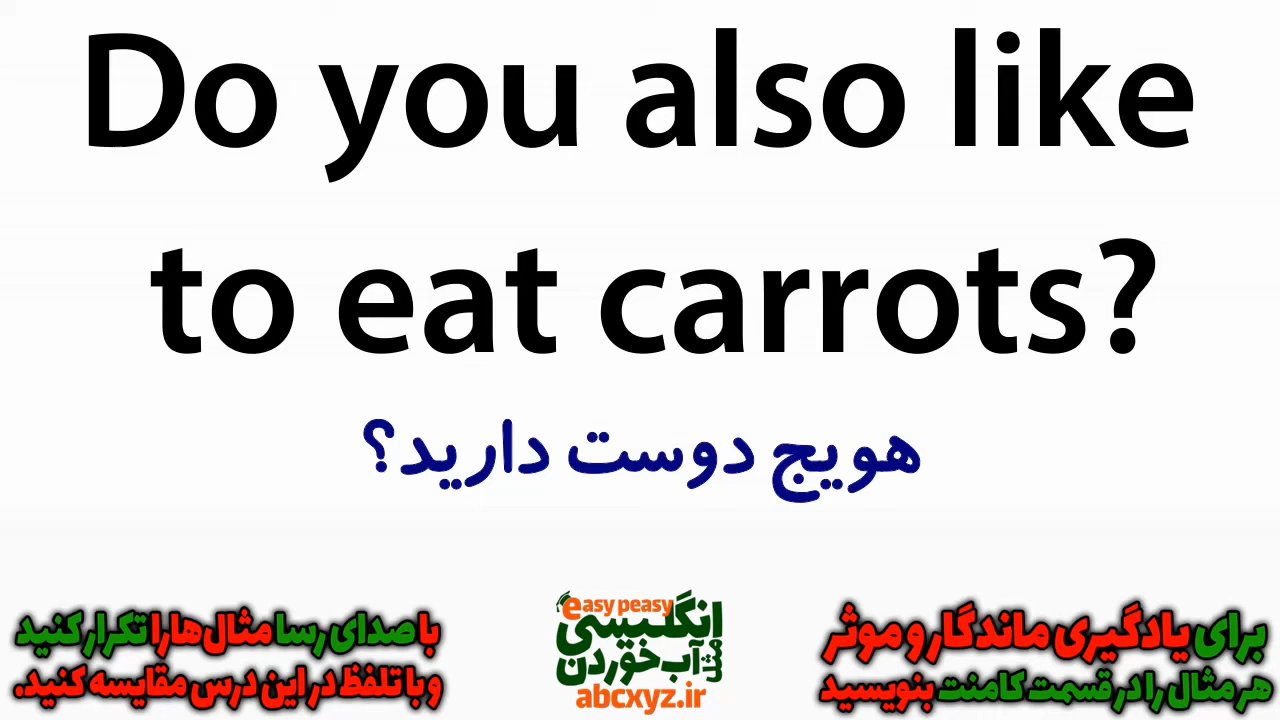 Do you also like
to eat carrots?
هویج دوست دارید؟
برای یادگیری ماندگار و موثر
هر مثال را در قسمت کامنت بنویسید
easy peasy
انگلیسی
مثل
آب خوردن
abcxyz.ir
با صدای رسا مثال‌ها را تکرار کنید
و با تلفظ در این درس مقایسه کنید.